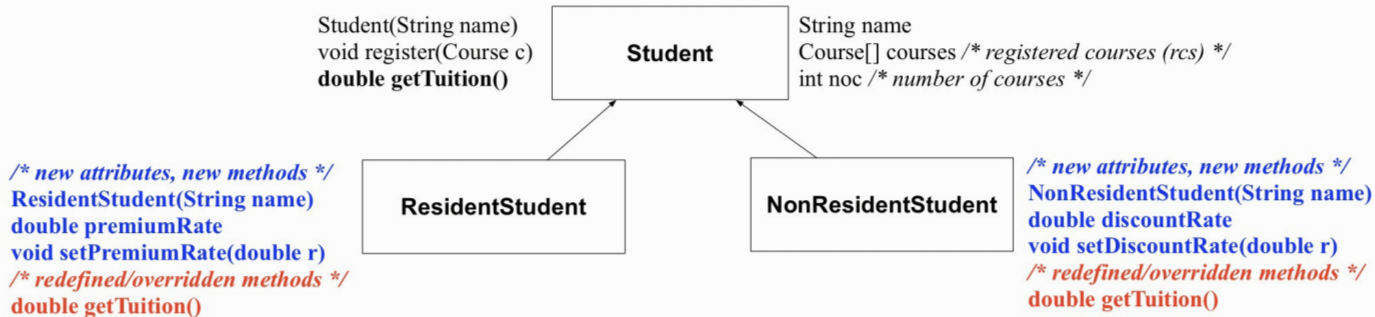 Student(String name)
void register(Course c)
double getTuition()
Student
String name
Course[] courses /* registered courses (rcs) */
int noc /* number of courses */
/* new attributes, new methods */
ResidentStudent(String name)
double premiumRate
void setPremiumRate(double r)
/* redefined/overridden methods */
double getTuition()
ResidentStudent
NonResidentStudent
/* new attributes, new methods */
NonResidentStudent(String name)
double discountRate
void setDiscountRate(double r)
/* redefined/overridden methods */
double getTuition()